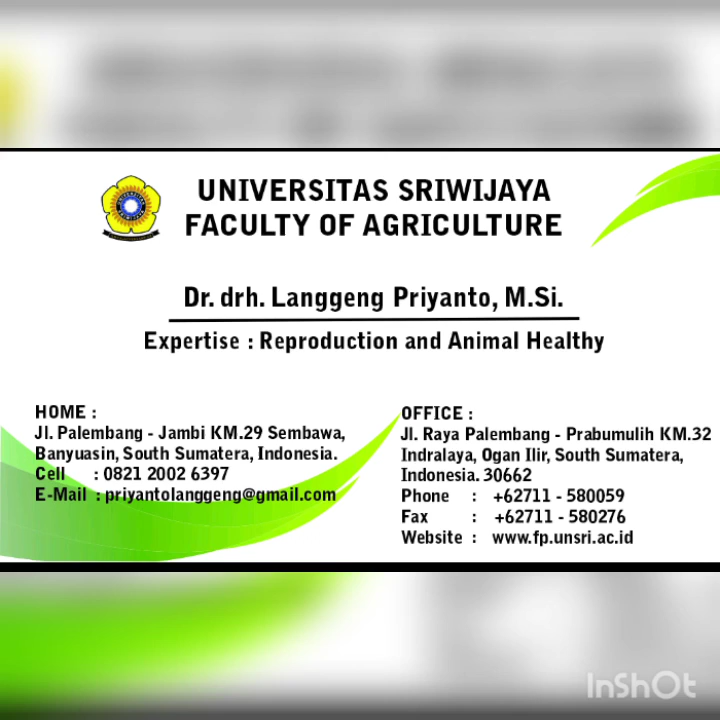 UNIVERSITAS SRIWIJAYA
FACULTY OF AGRICULTURE
Dr. drh. Langgeng Priyanto, M.Si.
Expertise : Reproduction and Animal Healthy
HOME :
Jl. Palembang - Jambi KM.29 Sembawa,
Banyuasin, South Sumatera, Indonesia.
Cell : 0821 2002 6397
E-Mail : priyantolanggeng@gmail.com
OFFICE :
Jl. Raya Palembang - Prabumulih KM.32
Indralaya, Ogan Ilir, South Sumatera,
Indonesia. 30662
Phone : +62711 - 580059
Fax : +62711 - 580276
Website : www.fp.unsri.ac.id
InShOt